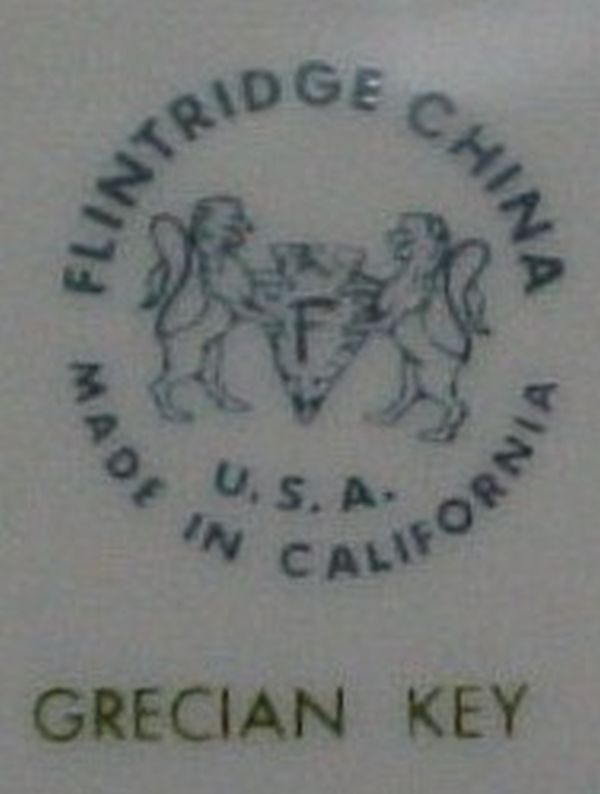 FLINTRIDGE CHINA
F
U.S.A.
MADE IN CALIFORNIA
GRECIAN KEY